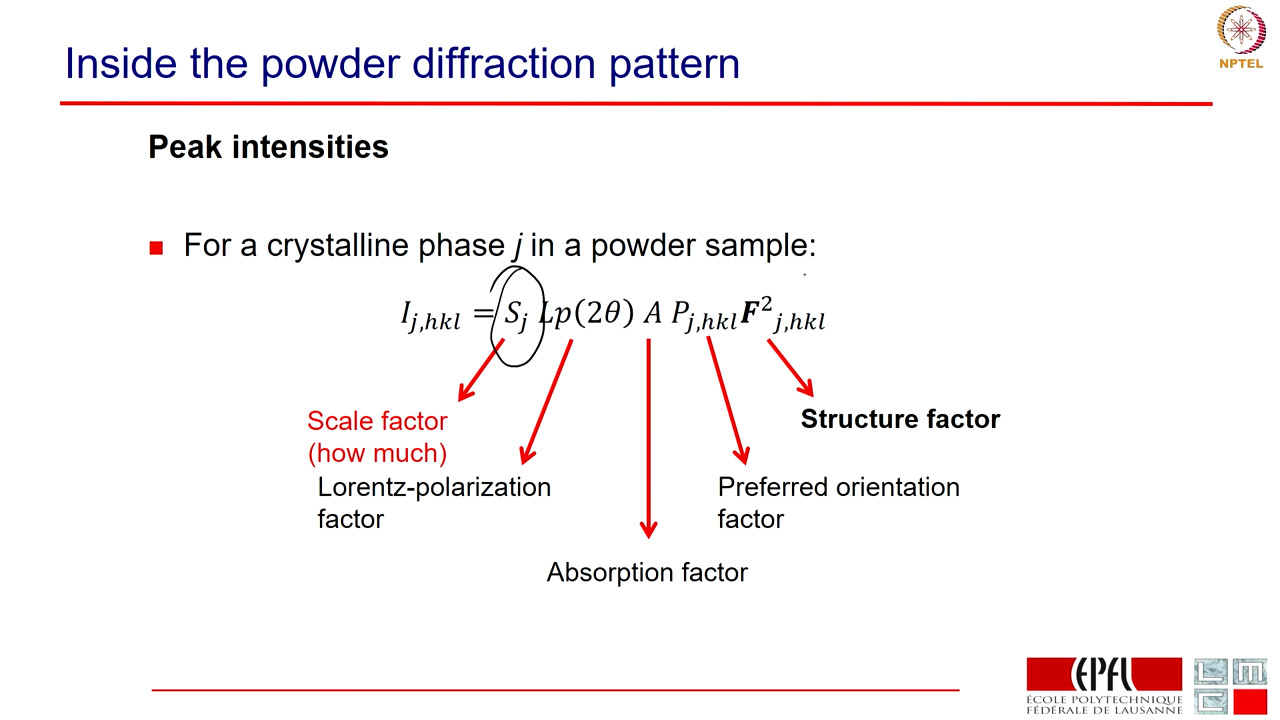 NPTEL
Inside the powder diffraction pattern
Peak intensities
For a crystalline phase j in a powder sample:
I_{j,hkl} = S_j Lp(2θ) A P_{j,hkl} F²_{j,hkl}
Scale factor
(how much)
Structure factor
Lorentz-polarization
factor
Preferred orientation
factor
Absorption factor
EPFL
ÉCOLE POLYTECHNIQUE
FÉDÉRALE DE LAUSANNE
L M
C